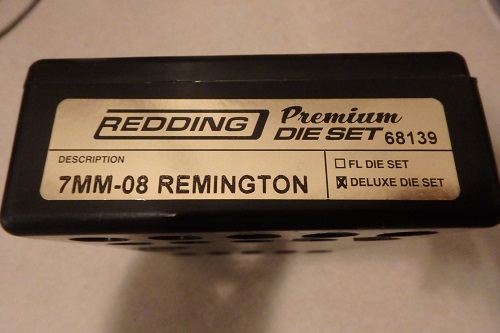 REDDING Premium
DIE SET 68139
DESCRIPTION
7MM-08 REMINGTON
FL DIE SET
DELUXE DIE SET